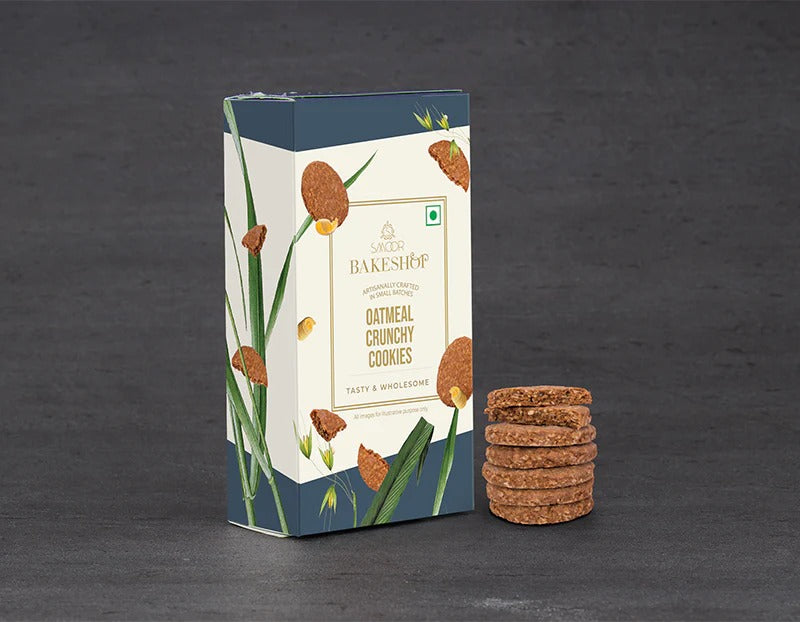 SMOOR
BAKESHOP
ARTISANALLY CRAFTED
IN SMALL BATCHES
OATMEAL
CRUNCHY
COOKIES
TASTY & WHOLESOME
All images for illustrative purpose only